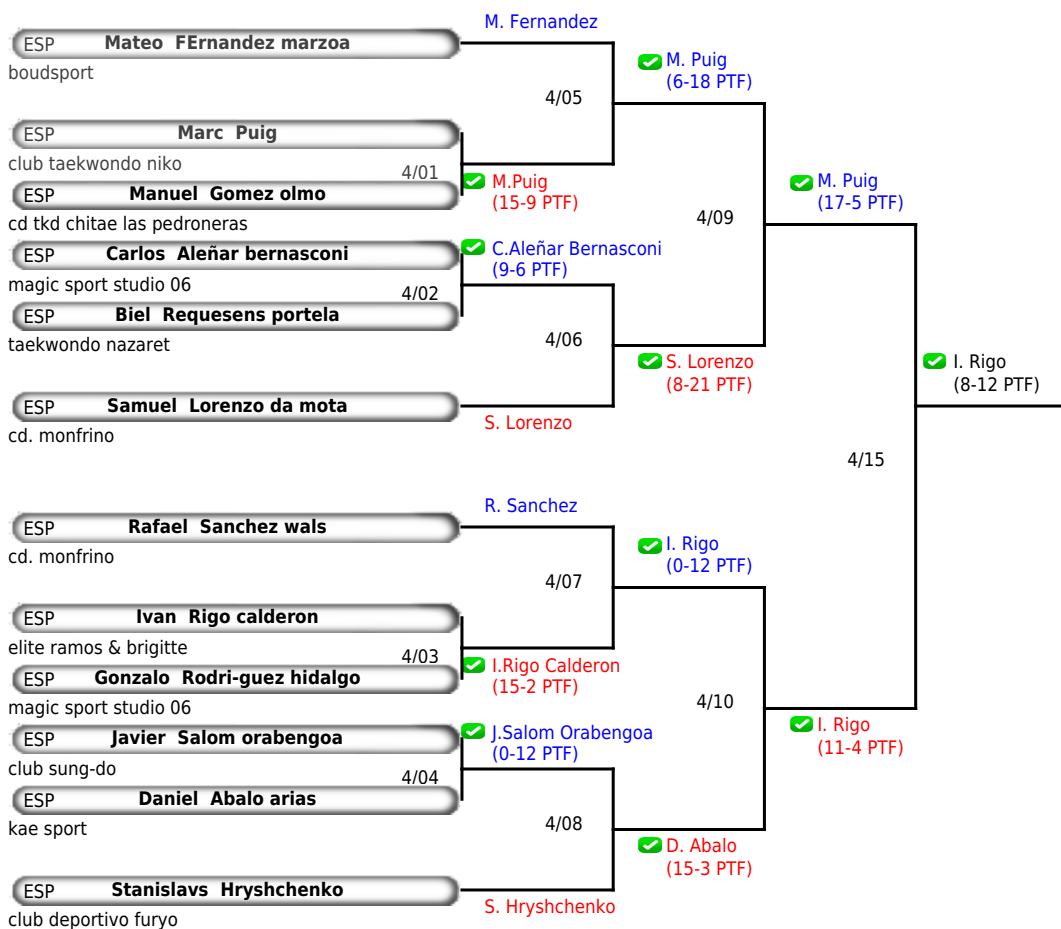 M. Fernandez
ESP Mateo FErnandez marzoa
boudsport
M. Puig
(6-18 PTF)
4/05
ESP Marc Puig
club taekwondo niko
4/01
M.Puig
(15-9 PTF)
M. Puig
(17-5 PTF)
ESP Manuel Gomez olmo
cd tkd chitae las pedroneras
4/09
ESP Carlos Aleñar bernasconi
C.Aleñar Bernasconi
(9-6 PTF)
magic sport studio 06
4/02
ESP Biel Requesens portela
taekwondo nazaret
4/06
S. Lorenzo
(8-21 PTF)
I. Rigo
(8-12 PTF)
ESP Samuel Lorenzo da mota
S. Lorenzo
cd. monfrino
4/15
R. Sanchez
ESP Rafael Sanchez wals
cd. monfrino
I. Rigo
(0-12 PTF)
4/07
ESP Ivan Rigo calderon
elite ramos & brigitte
4/03
I.Rigo Calderon
(15-2 PTF)
ESP Gonzalo Rodri-guez hidalgo
magic sport studio 06
4/10
I. Rigo
(11-4 PTF)
ESP Javier Salom orabengoa
J.Salom Orabengoa
(0-12 PTF)
club sung-do
4/04
ESP Daniel Abalo arias
kae sport
4/08
D. Abalo
(15-3 PTF)
ESP Stanislavs Hryshchenko
S. Hryshchenko
club deportivo furyo